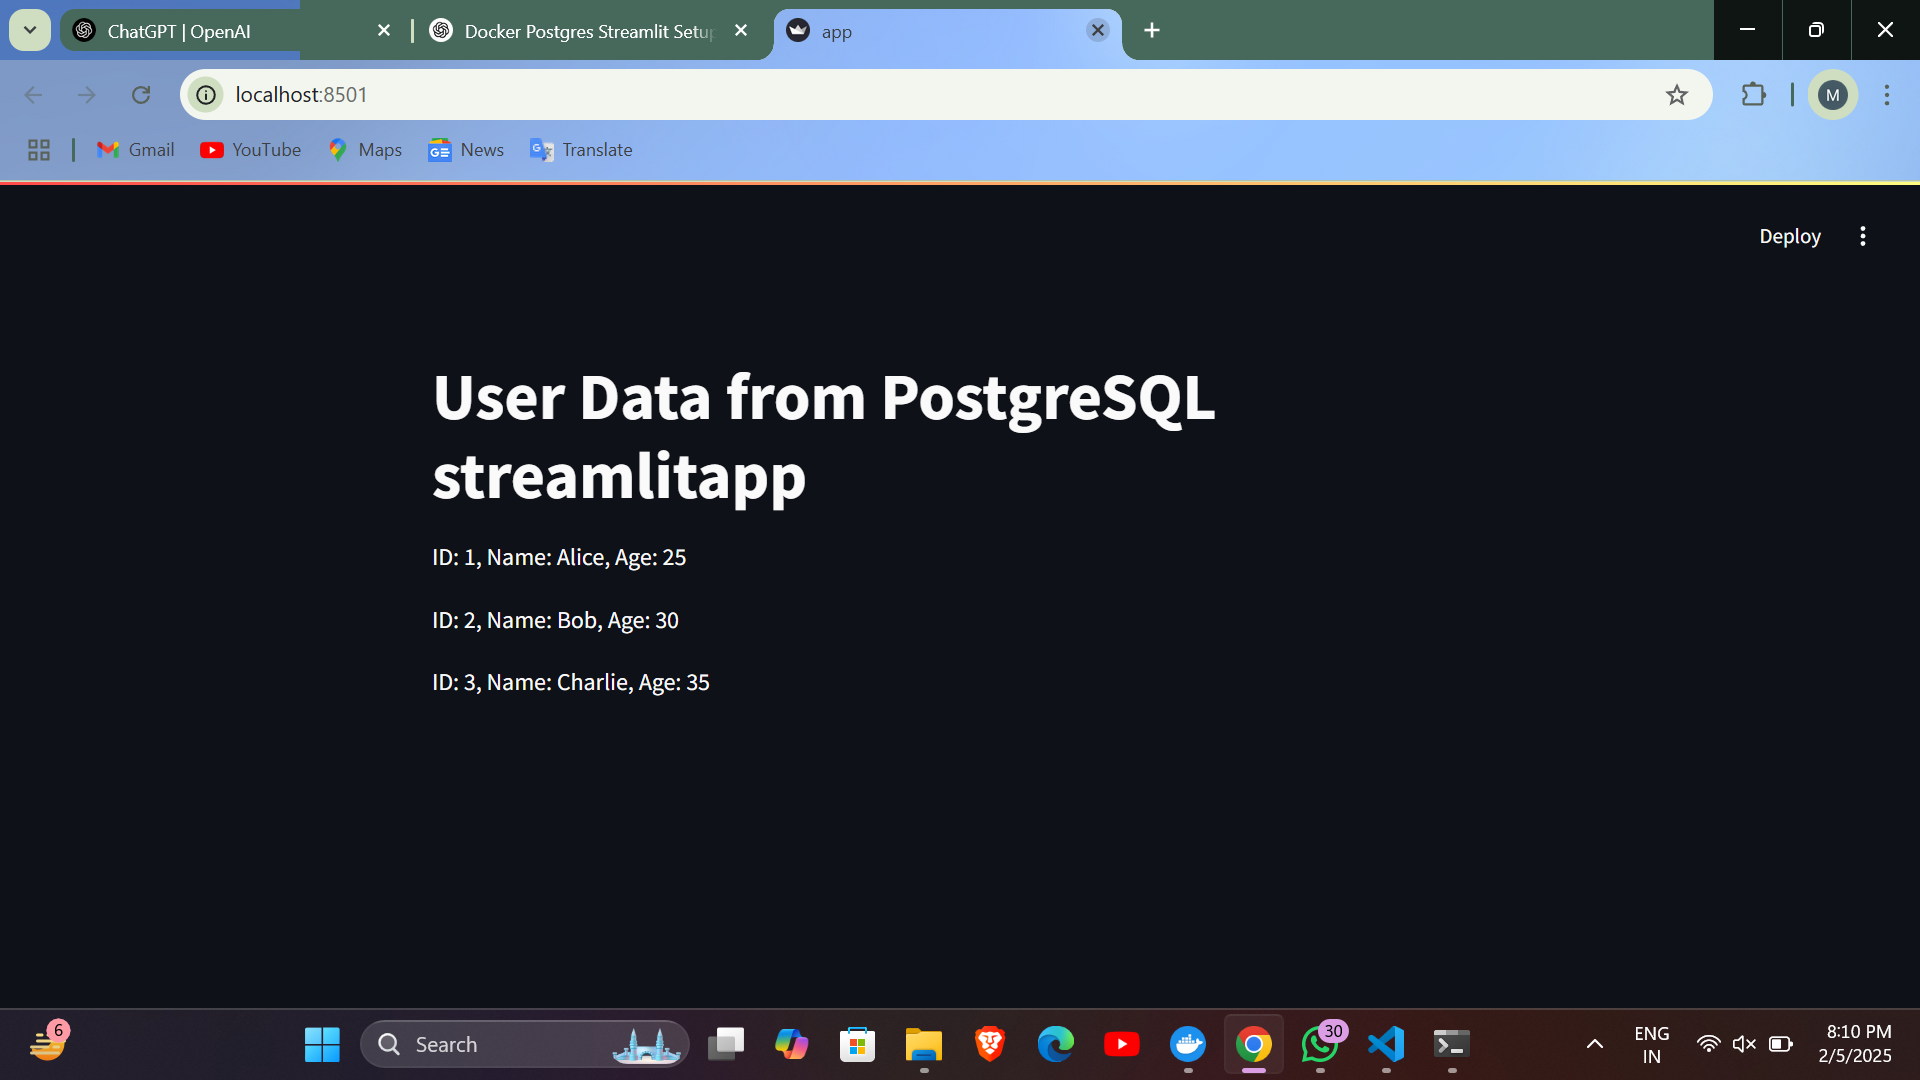 ChatGPT | OpenAI
Docker Postgres Streamlit Setup
app
localhost:8501
M
Gmail
YouTube
Maps
News
Translate
Deploy
User Data from PostgreSQL
streamlitapp
ID: 1, Name: Alice, Age: 25
ID: 2, Name: Bob, Age: 30
ID: 3, Name: Charlie, Age: 35
6
Search
30
ENG
IN
8:10 PM
2/5/2025